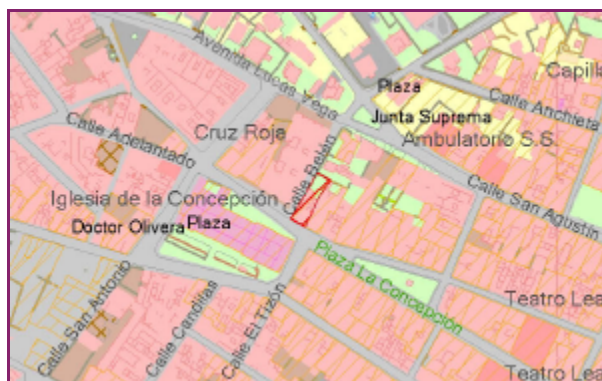 Avenida Lucas Vega
Capilla
Plaza
Calle Anchieta
Junta Suprema
Calle Adelantado
Cruz Roja
Ambulatorio S.S.
Calle Belén
Calle San Agustin
Iglesia de la Concepción
Doctor Olivera
Plaza
Plaza La Concepción
Calle San Antonio
Calle Candilas
Calle El Tizón
Teatro Lea
Teatro Lea